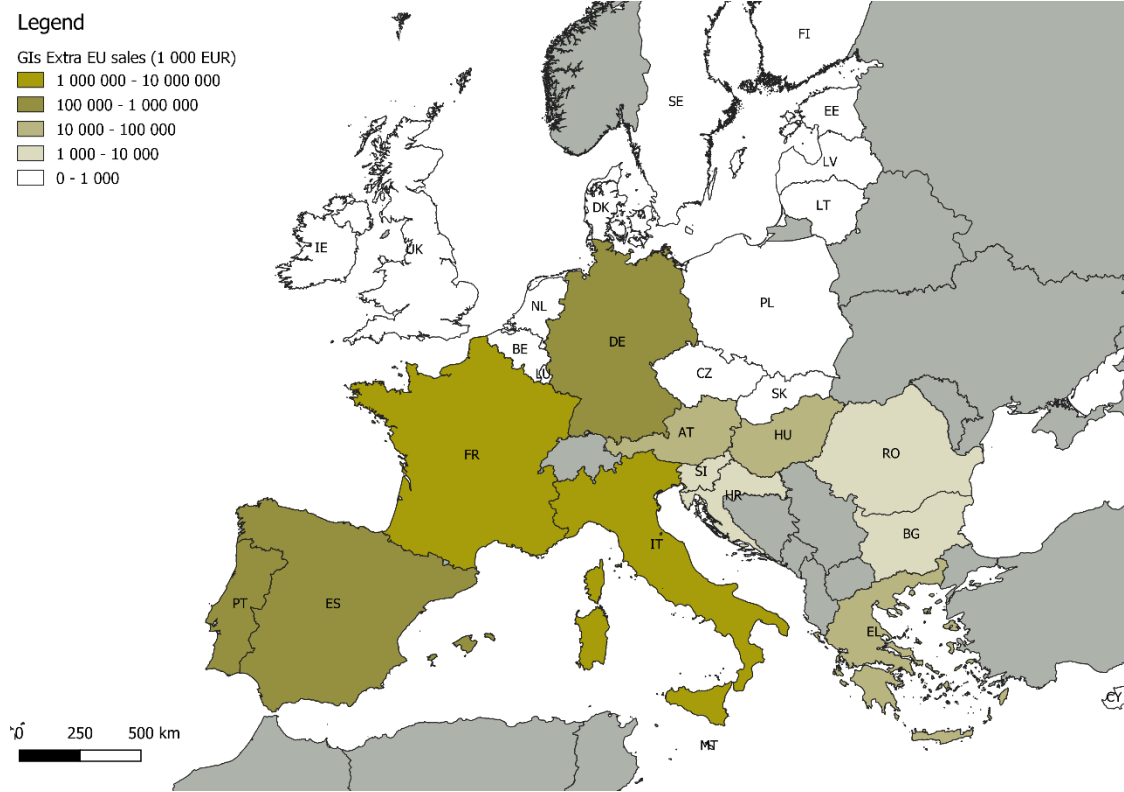 Legend
GIs Extra EU sales (1 000 EUR)
1 000 000 - 10 000 000
100 000 - 1 000 000
10 000 - 100 000
1 000 - 10 000
0 - 1 000
FI
SE
EE
LV
LT
DK
IE
UK
NL
PL
BE
DE
LU
CZ
SK
AT
HU
FR
RO
SI
HR
BG
IT
PT
ES
EL
CY
MT
0 250 500 km